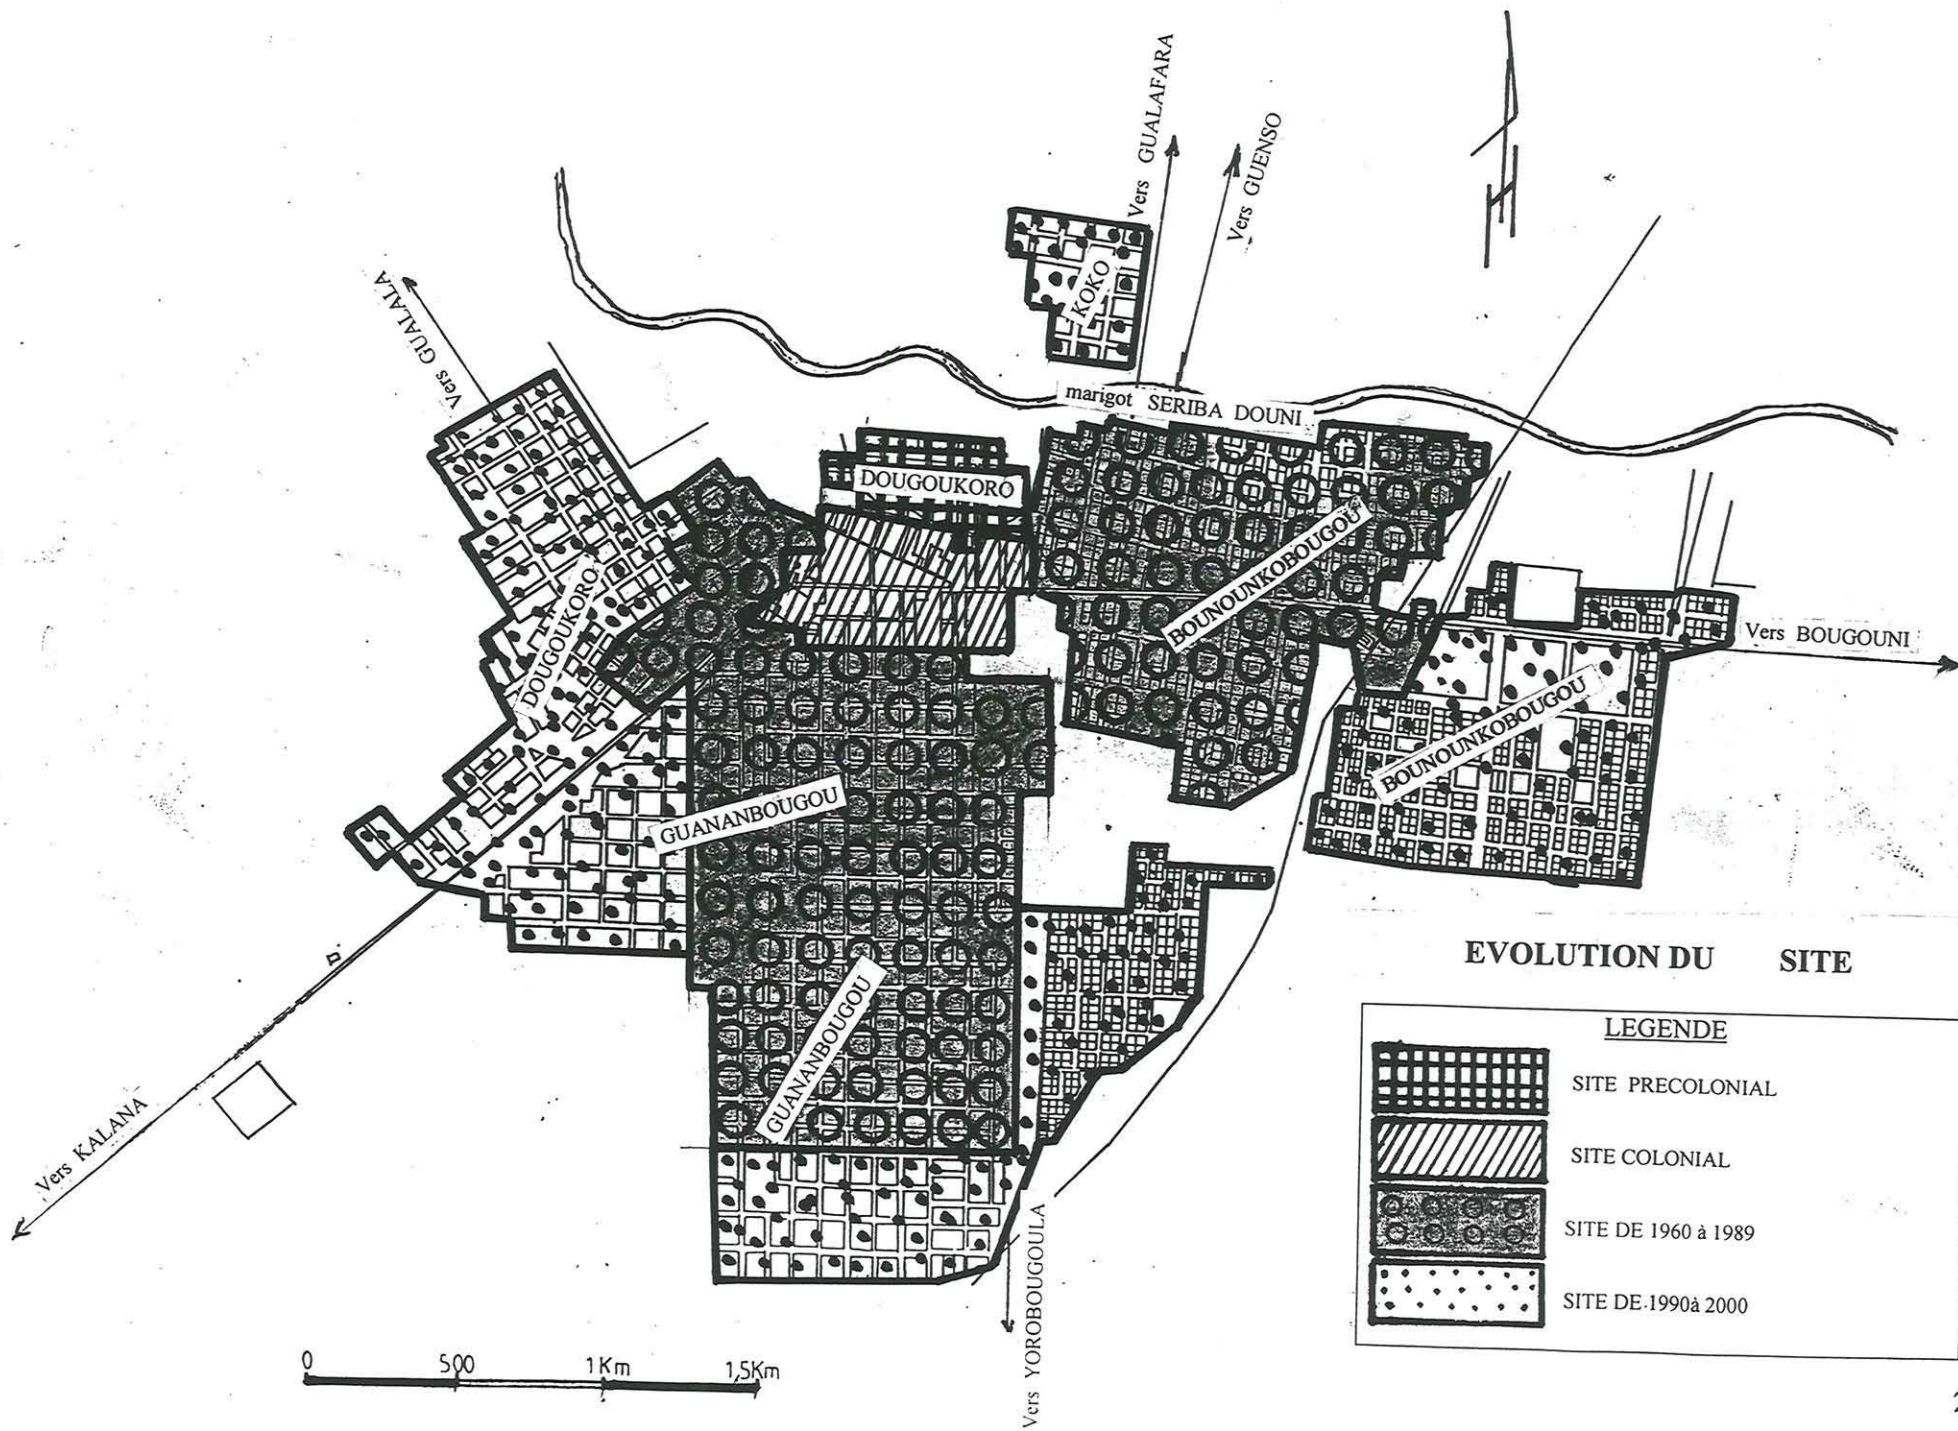 Vers GUALAFARA
Vers GUENSO
KOKO
Vers GUALALA
marigot SERIBA DOUNI
DOUGOUKORO
BOUNOUNKOBOUGOU
DOUGOUKORO
Vers BOUGOUNI
BOUNOUNKOBOUGOU
GUANANBOUGOU
GUANANBOUGOU
Vers KALANA
Vers YOROBOUGOULA
EVOLUTION DU SITE
LEGENDE
SITE PRECOLONIAL
SITE COLONIAL
SITE DE 1960 à 1989
SITE DE 1990à 2000
0 500 1Km 1,5Km